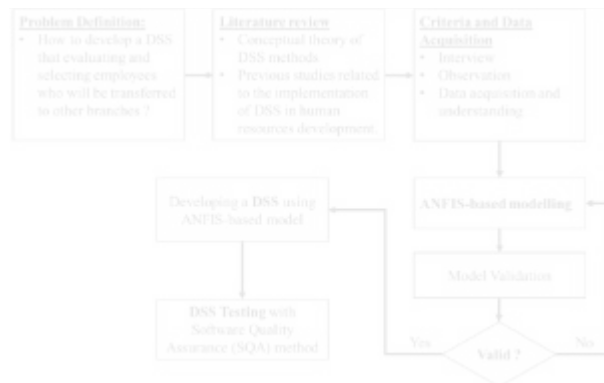 Problem Definition:
• How to develop a DSS
that evaluating and
selecting employees
who will be transferred
to other branches ?
Literature review
• Conceptual theory of
DSS methods
• Previous studies related
to the implementation
of DSS in human
resources development
Criteria and Data
Acquisition
• Interview
• Observation
• Data acquisition and
understanding
ANFIS-based modelling
Model Validation
Valid ?
Yes
No
Developing a DSS using
ANFIS-based model
DSS Testing with
Software Quality
Assurance (SQA) method